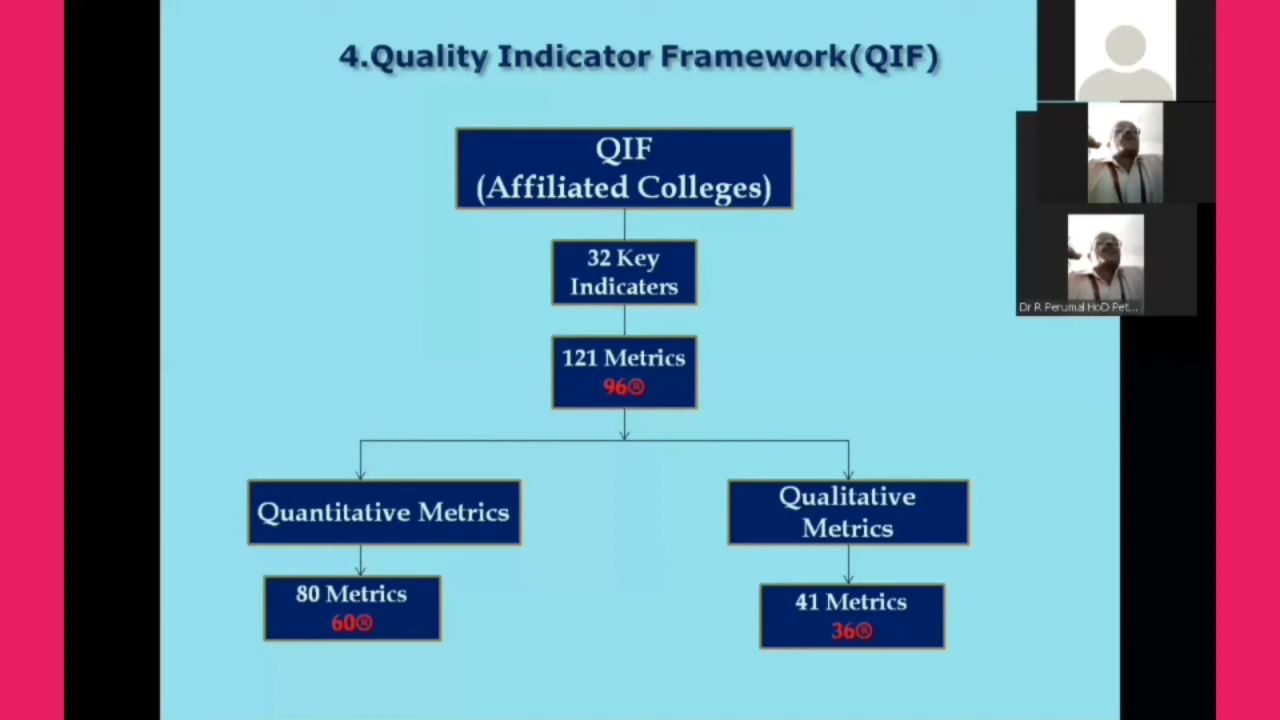 4.Quality Indicator Framework(QIF)
QIF
(Affiliated Colleges)
32 Key
Indicaters
121 Metrics
96®
Quantitative Metrics
Qualitative
Metrics
80 Metrics
60®
41 Metrics
36®
Dr R Perumal HoD Pet...